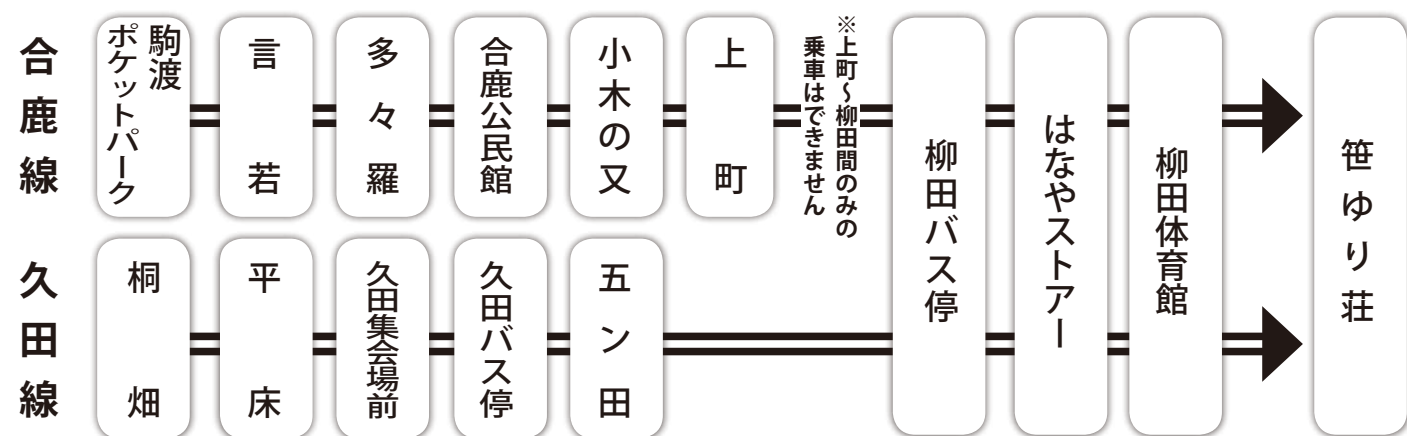 合鹿線
駒渡
ポケットパーク
言若
多々羅
合鹿公民館
小木の又
上町
※上町~柳田間のみの
乗車はできません
久田線
桐畑
平床
久田集会場前
久田バス停
五ン田
柳田バス停
はなやストアー
柳田体育館
笹ゆり荘